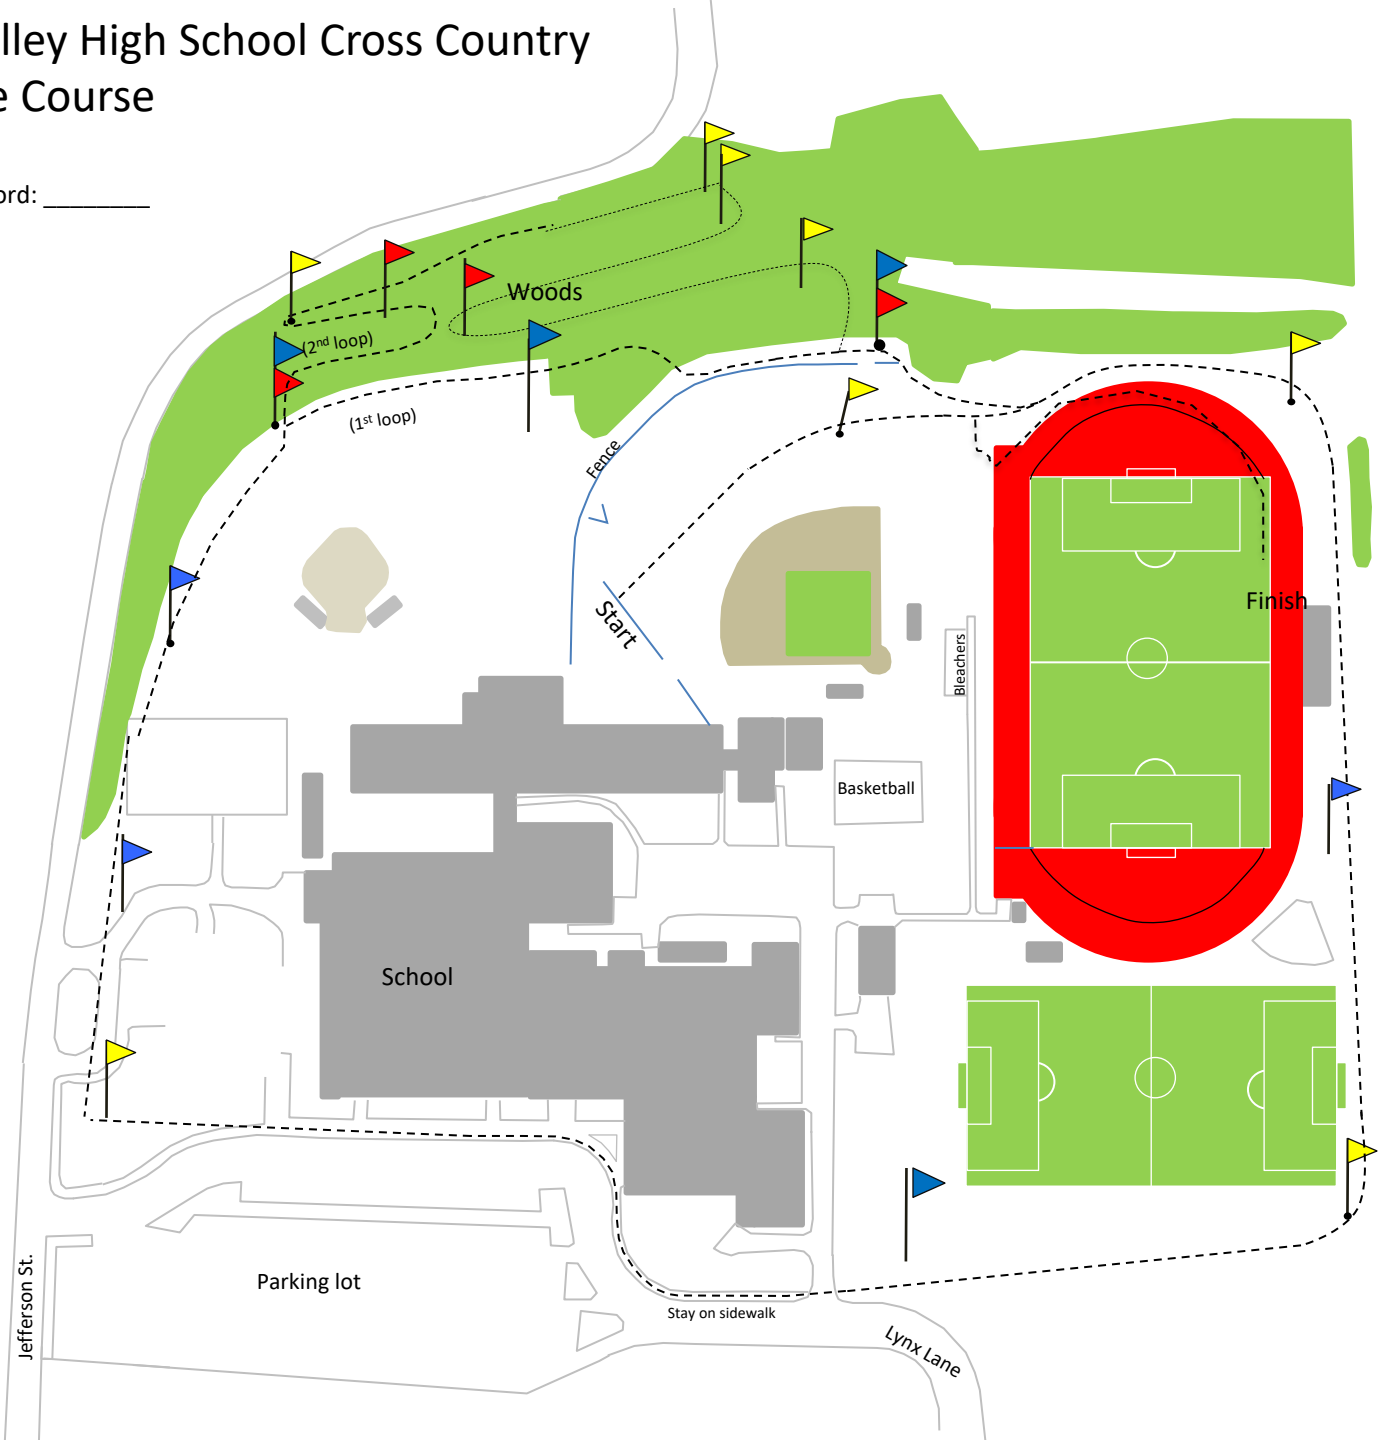 lley High School Cross Country
e Course
ord: ________
Woods
(2nd loop)
(1st loop)
Fence
Start
Finish
Bleachers
Basketball
School
Parking lot
Stay on sidewalk
Jefferson St.
Lynx Lane